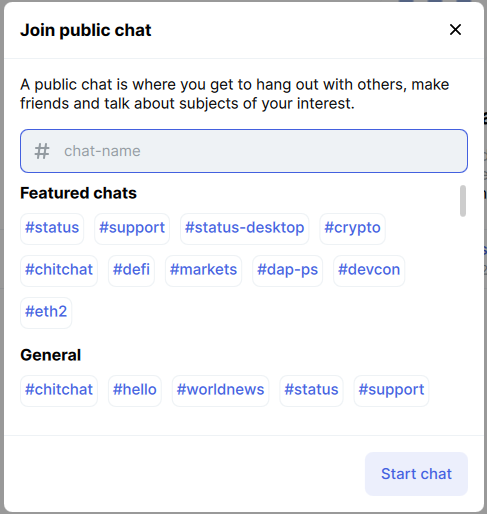 Join public chat
A public chat is where you get to hang out with others, make
friends and talk about subjects of your interest.
# chat-name
Featured chats
#status #support #status-desktop #crypto
#chitchat #defi #markets #dap-ps #devcon
#eth2
General
#chitchat #hello #worldnews #status #support
Start chat